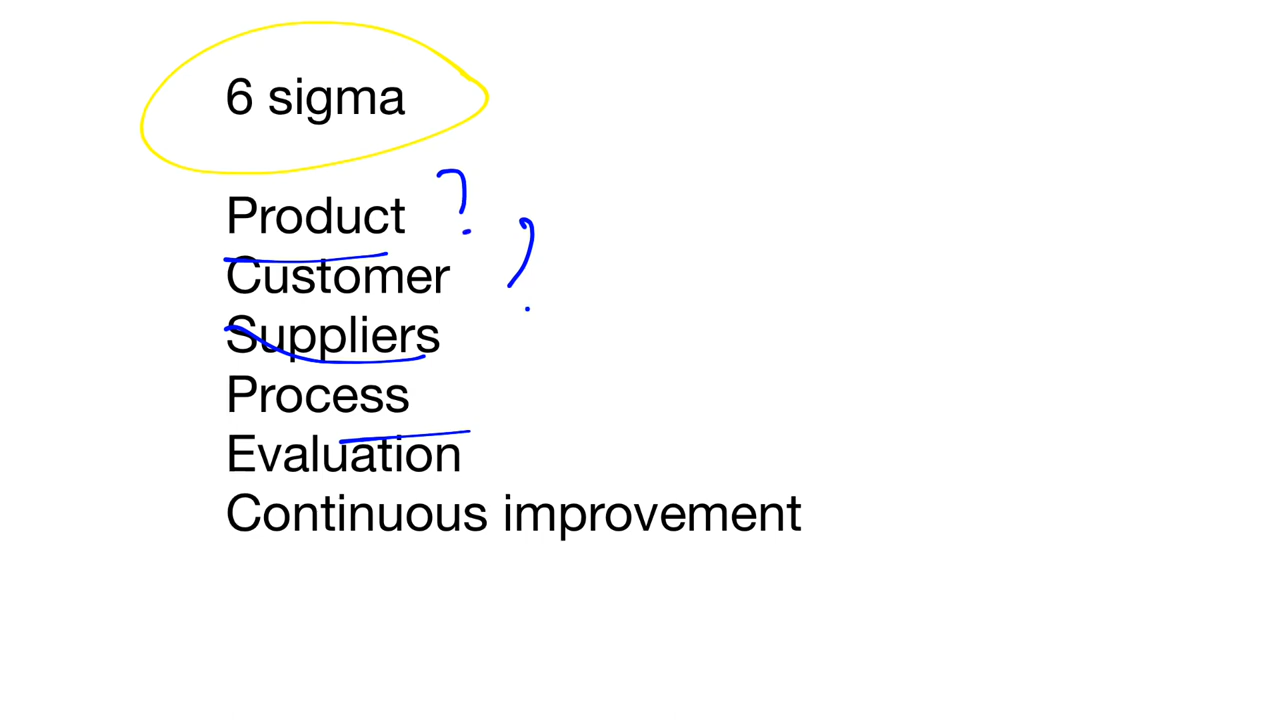 6 sigma
Product ?
Customer ?
Suppliers
Process
Evaluation
Continuous improvement